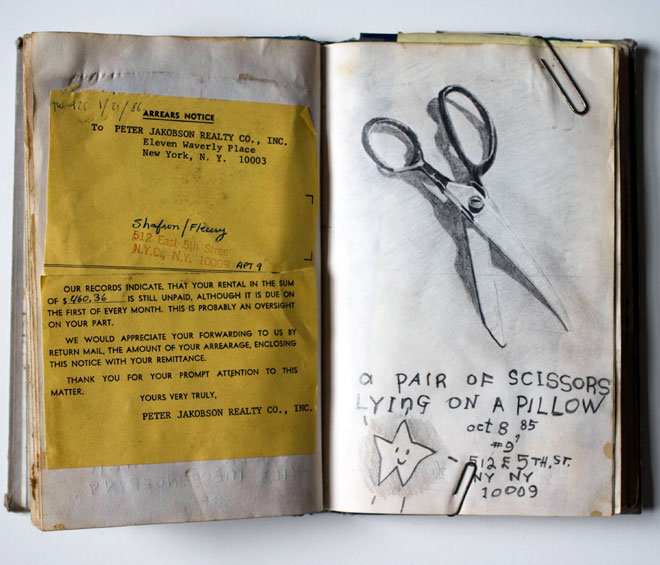 1/21/86
ARREARS NOTICE
To PETER JAKOBSON REALTY CO., INC.
Eleven Waverly Place
New York, N. Y. 10003
Shafron/Fleury
512 East 5th Street
N.Y.C., N.Y. 10009
APT 9
OUR RECORDS INDICATE, THAT YOUR RENTAL IN THE SUM
OF $460.36 IS STILL UNPAID, ALTHOUGH IT IS DUE ON
THE FIRST OF EVERY MONTH. THIS IS PROBABLY AN OVERSIGHT
ON YOUR PART.
WE WOULD APPRECIATE YOUR FORWARDING TO US BY
RETURN MAIL, THE AMOUNT OF YOUR ARREARAGE, ENCLOSING
THIS NOTICE WITH YOUR REMITTANCE.
THANK YOU FOR YOUR PROMPT ATTENTION TO THIS
MATTER.
YOURS VERY TRULY,
PETER JAKOBSON REALTY CO., INC.
a PAIR OF SCISSORS
LYING ON A PILLOW
oct 8 85
#9
512 E 5TH, ST.
NY NY
10009